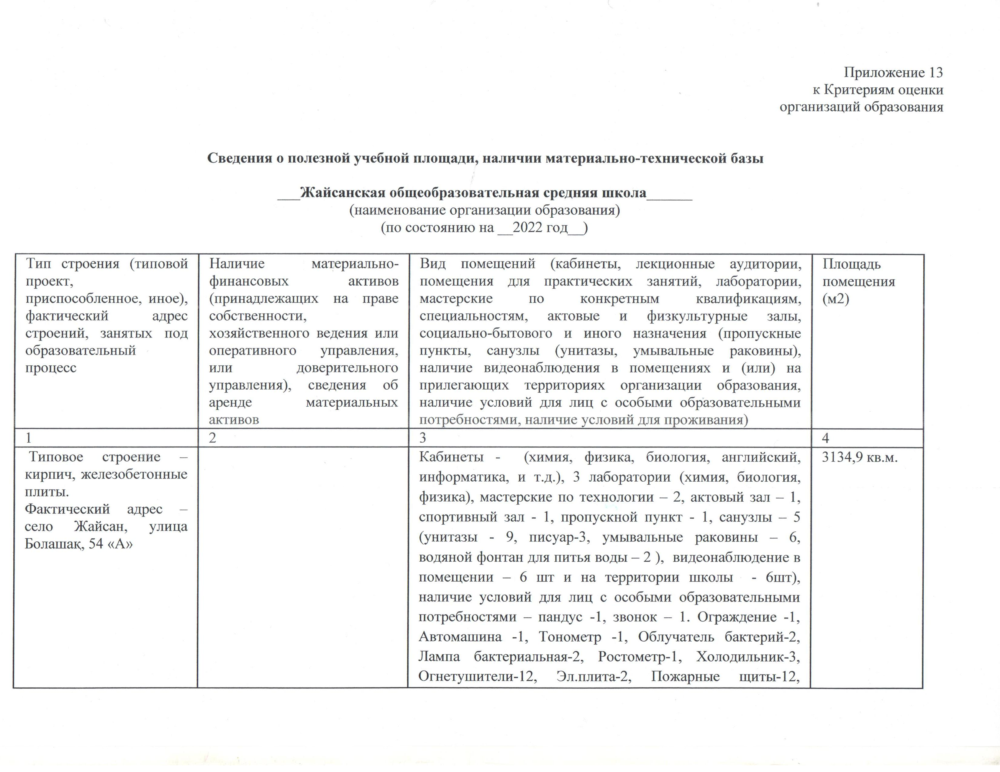 Приложение 13
к Критериям оценки
организаций образования
Сведения о полезной учебной площади, наличии материально-технической базы
___Жайсанская общеобразовательная средняя школа______
(наименование организации образования)
(по состоянию на __2022 год__)
Тип строения (типовой
проект,
приспособленное, иное),
фактический адрес
строений, занятых под
образовательный
процесс
Наличие материально-
финансовых активов
(принадлежащих на праве
собственности,
хозяйственного ведения или
оперативного управления,
или доверительного
управления), сведения об
аренде материальных
активов
Вид помещений (кабинеты, лекционные аудитории,
помещения для практических занятий, лаборатории,
мастерские по конкретным квалификациям,
специальностям, актовые и физкультурные залы,
социально-бытового и иного назначения (пропускные
пункты, санузлы (унитазы, умывальные раковины),
наличие видеонаблюдения в помещениях и (или) на
прилегающих территориях организации образования,
наличие условий для лиц с особыми образовательными
потребностями, наличие условий для проживания)
Площадь
помещения
(м2)
1
2
3
4
Типовое строение –
кирпич, железобетонные
плиты.
Фактический адрес –
село Жайсан, улица
Болашақ, 54 «А»
Кабинеты - (химия, физика, биология, английский,
информатика, и т.д.), 3 лаборатории (химия, биология,
физика), мастерские по технологии – 2, актовый зал – 1,
спортивный зал - 1, пропускной пункт - 1, санузлы – 5
(унитазы - 9, писуар-3, умывальные раковины – 6,
водяной фонтан для питья воды – 2 ), видеонаблюдение в
помещении – 6 шт и на территории школы - 6шт),
наличие условий для лиц с особыми образовательными
потребностями – пандус -1, звонок – 1. Ограждение -1,
Автомашина -1, Тонометр -1, Облучатель бактерий-2,
Лампа бактериальная-2, Ростометр-1, Холодильник-3,
Огнетушители-12, Эл.плита-2, Пожарные щиты-12,
3134,9 кв.м.